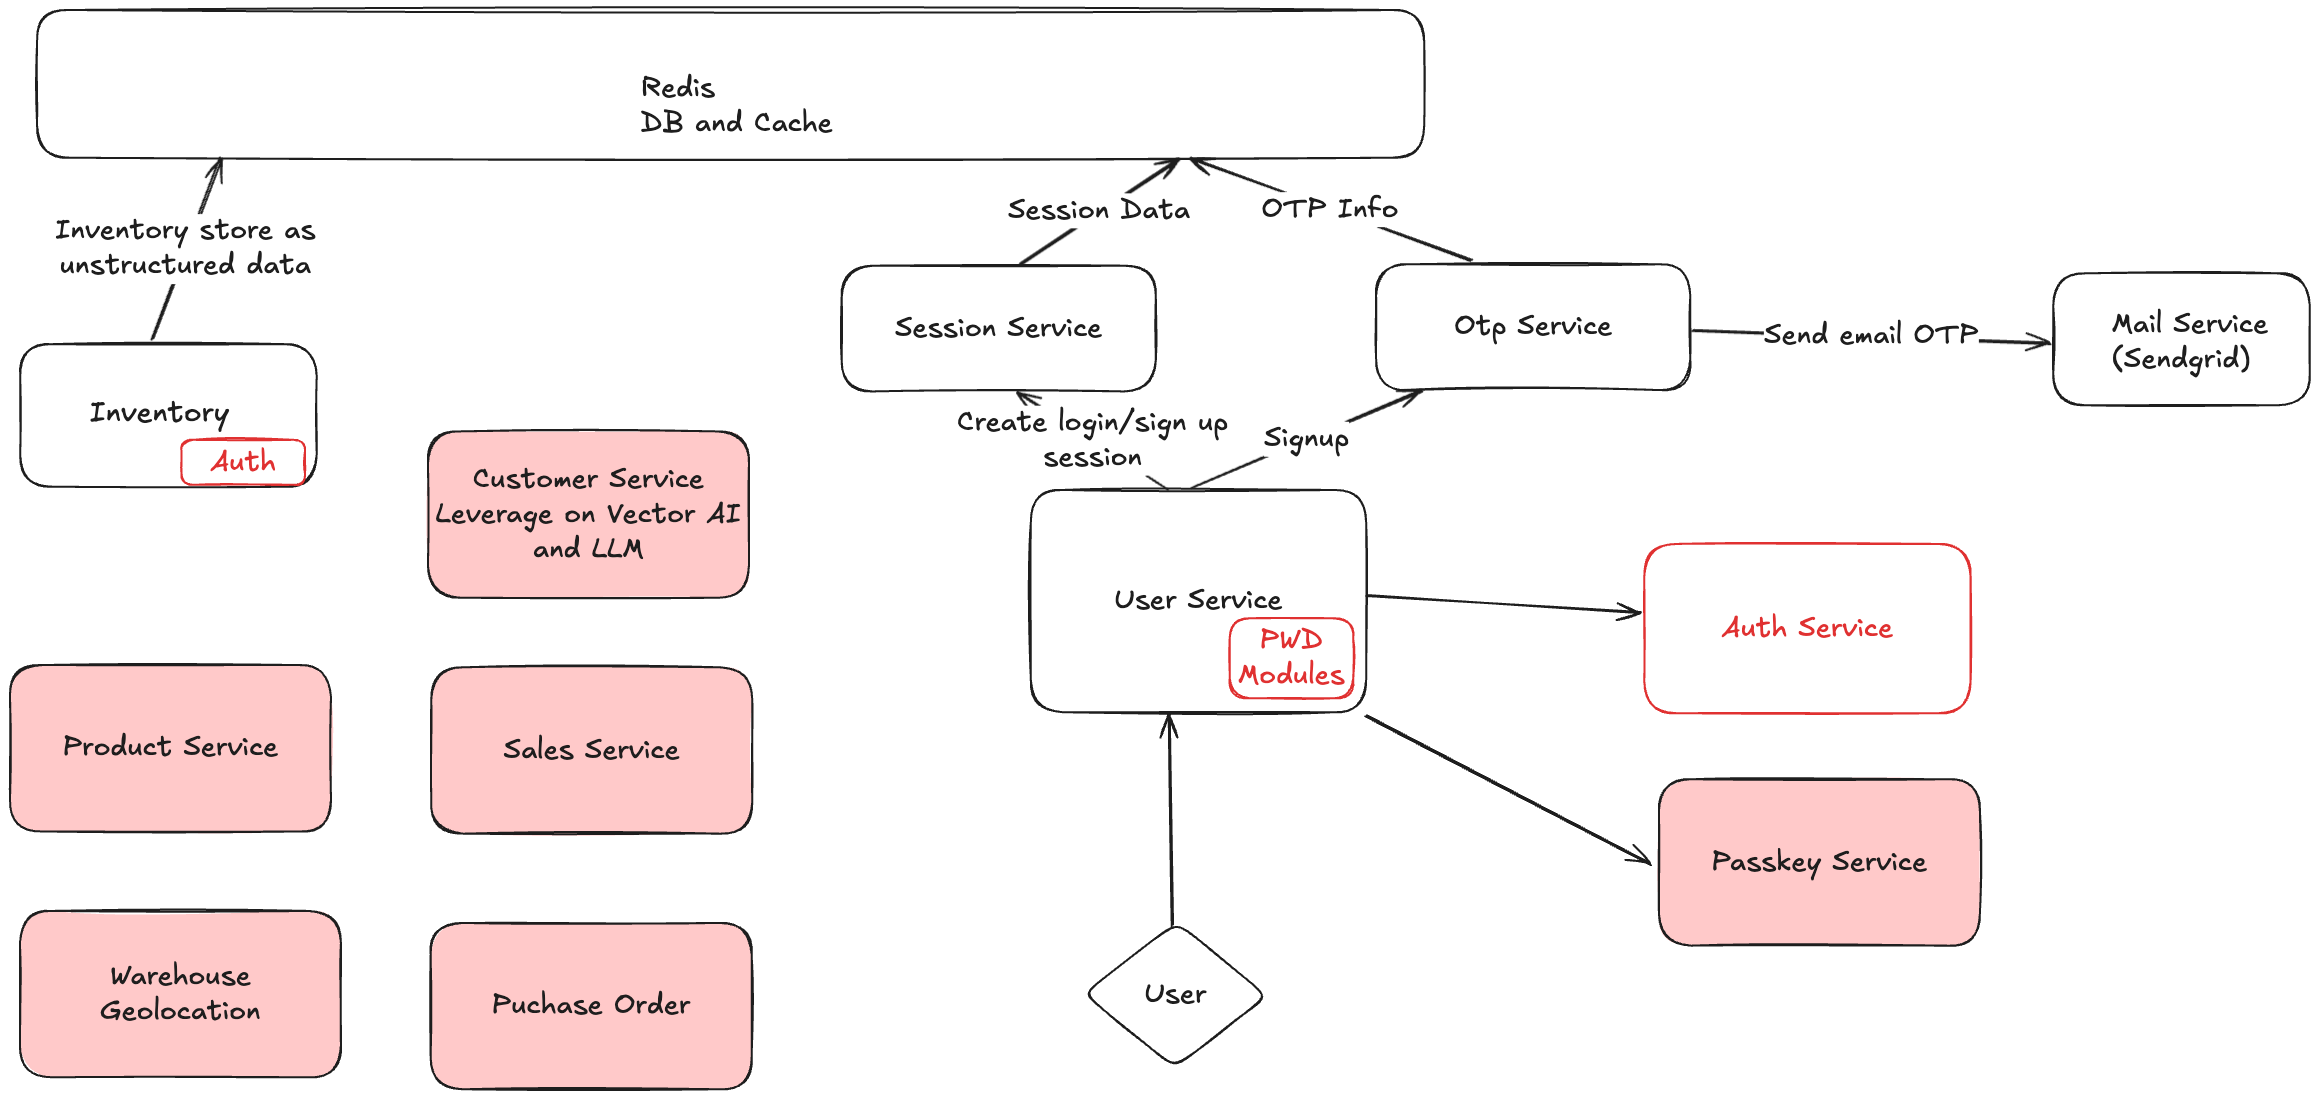 Redis
DB and Cache
Session Data
OTP Info
Inventory store as
unstructured data
Session Service
Otp Service
Send email OTP
Mail Service
(Sendgrid)
Inventory
Auth
Create login/sign up
session
Signup
Customer Service
Leverage on Vector AI
and LLM
User Service
PWD
Modules
Auth Service
Product Service
Sales Service
Passkey Service
Warehouse
Geolocation
Puchase Order
User